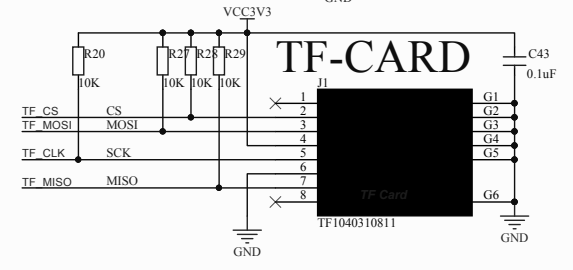 GND
VCC3V3
R20 R27 R28 R29
10K 10K 10K 10K
TF-CARD
C43
0.1uF
J1
TF_CS CS
TF_MOSI MOSI
TF_CLK SCK
TF_MISO MISO
1
2
3
4
5
6
7
8
G1
G2
G3
G4
G5
G6
TF Card
TF1040310811
GND
GND